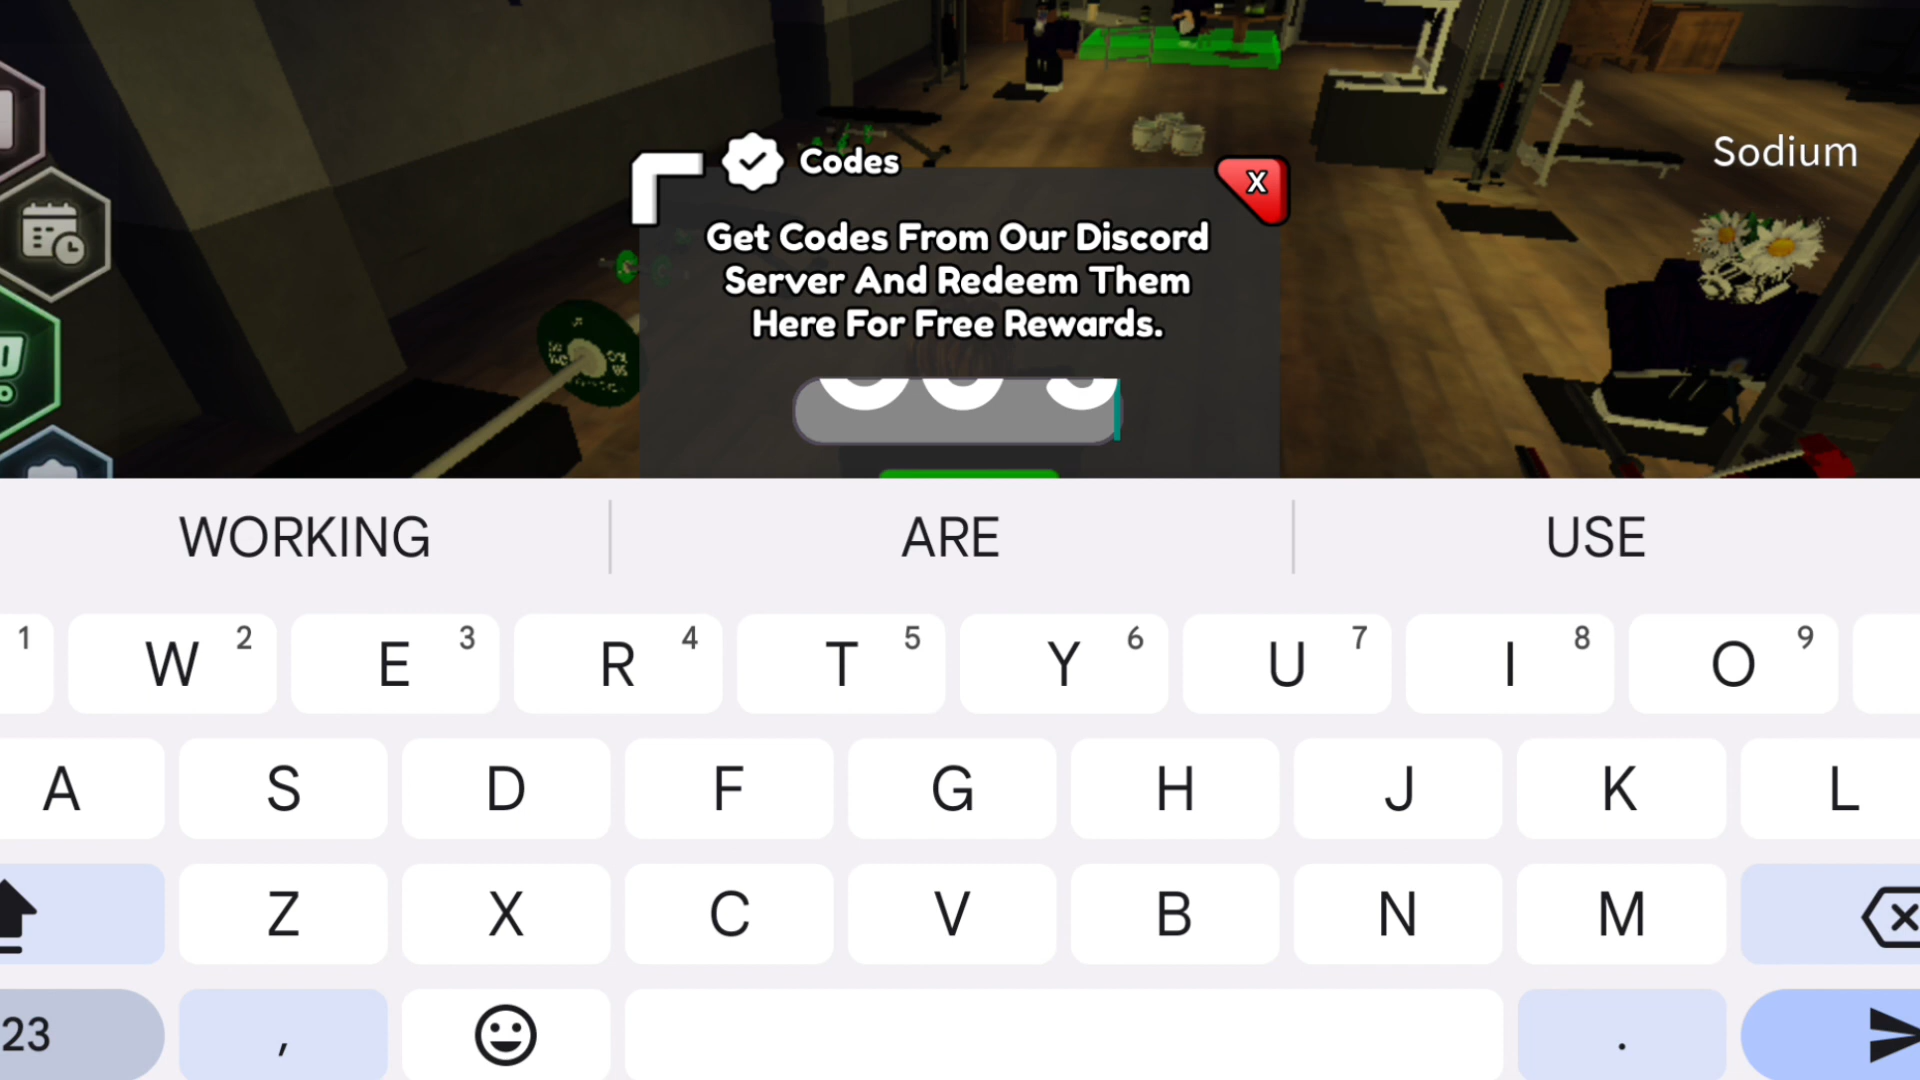 Codes
X
Get Codes From Our Discord
Server And Redeem Them
Here For Free Rewards.
Sodium
WORKING
ARE
USE
1
W 2
E 3
R 4
T 5
Y 6
U 7
I 8
O 9
A
S
D
F
G
H
J
K
L
Z
X
C
V
B
N
M
23
,
.